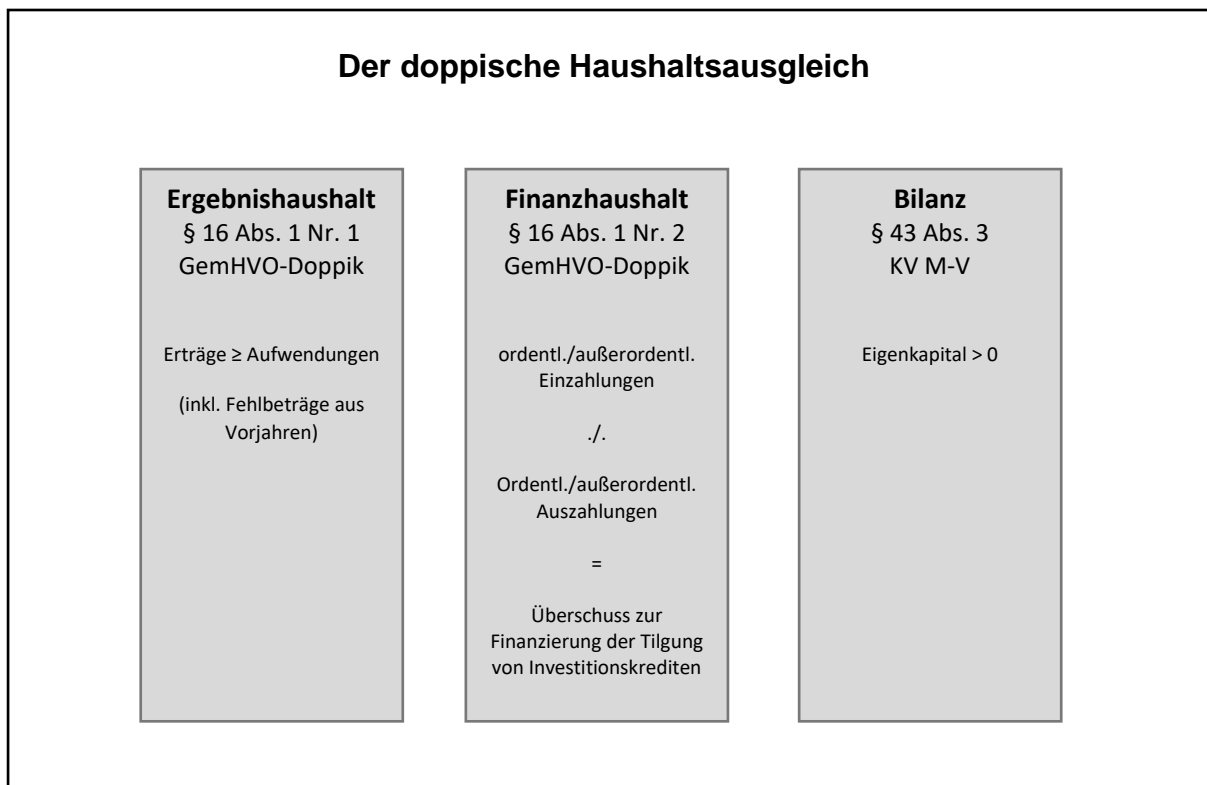 Der doppische Haushaltsausgleich
Ergebnishaushalt
§ 16 Abs. 1 Nr. 1
GemHVO-Doppik
Erträge ≥ Aufwendungen
(inkl. Fehlbeträge aus
Vorjahren)
Finanzhaushalt
§ 16 Abs. 1 Nr. 2
GemHVO-Doppik
ordentl./außerordentl.
Einzahlungen
./.
Ordentl./außerordentl.
Auszahlungen
=
Überschuss zur
Finanzierung der Tilgung
von Investitionskrediten
Bilanz
§ 43 Abs. 3
KV M-V
Eigenkapital > 0